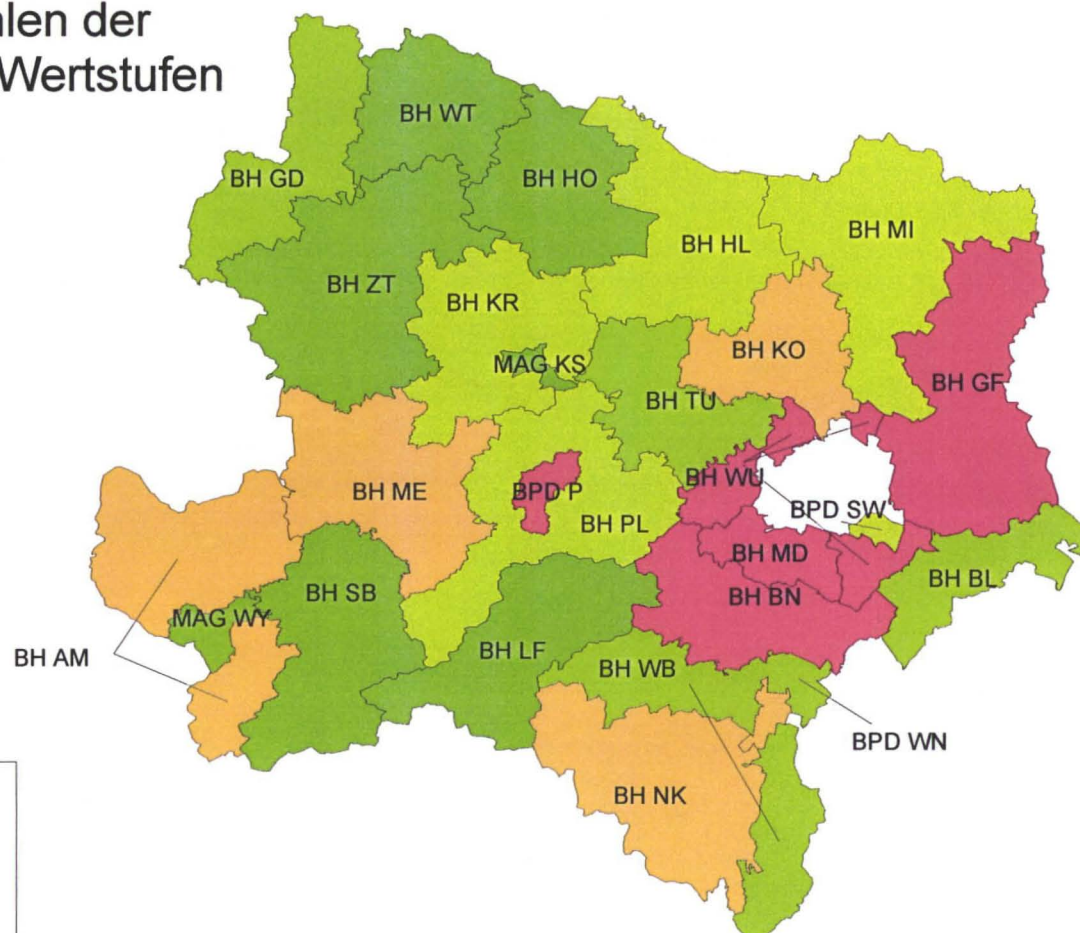 der
Wertstufen
BH WT
BH GD
BH HO
BH MI
BH HL
BH ZT
BH KR
BH KO
MAG KS
BH GF
BH TU
BH WU
BH ME
BPD P
BPD SW
BH PL
BH MD
BH BL
BH SB
BH BN
MAG WY
BH LF
BH AM
BH WB
BPD WN
BH NK